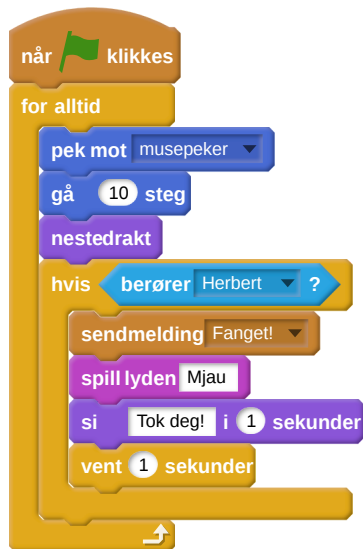 når klikkes
for alltid
pek mot musepeker
gå 10 steg
nestedrakt
hvis berører Herbert ?
sendmelding Fanget!
spill lyden Mjau
si Tok deg! i 1 sekunder
vent 1 sekunder